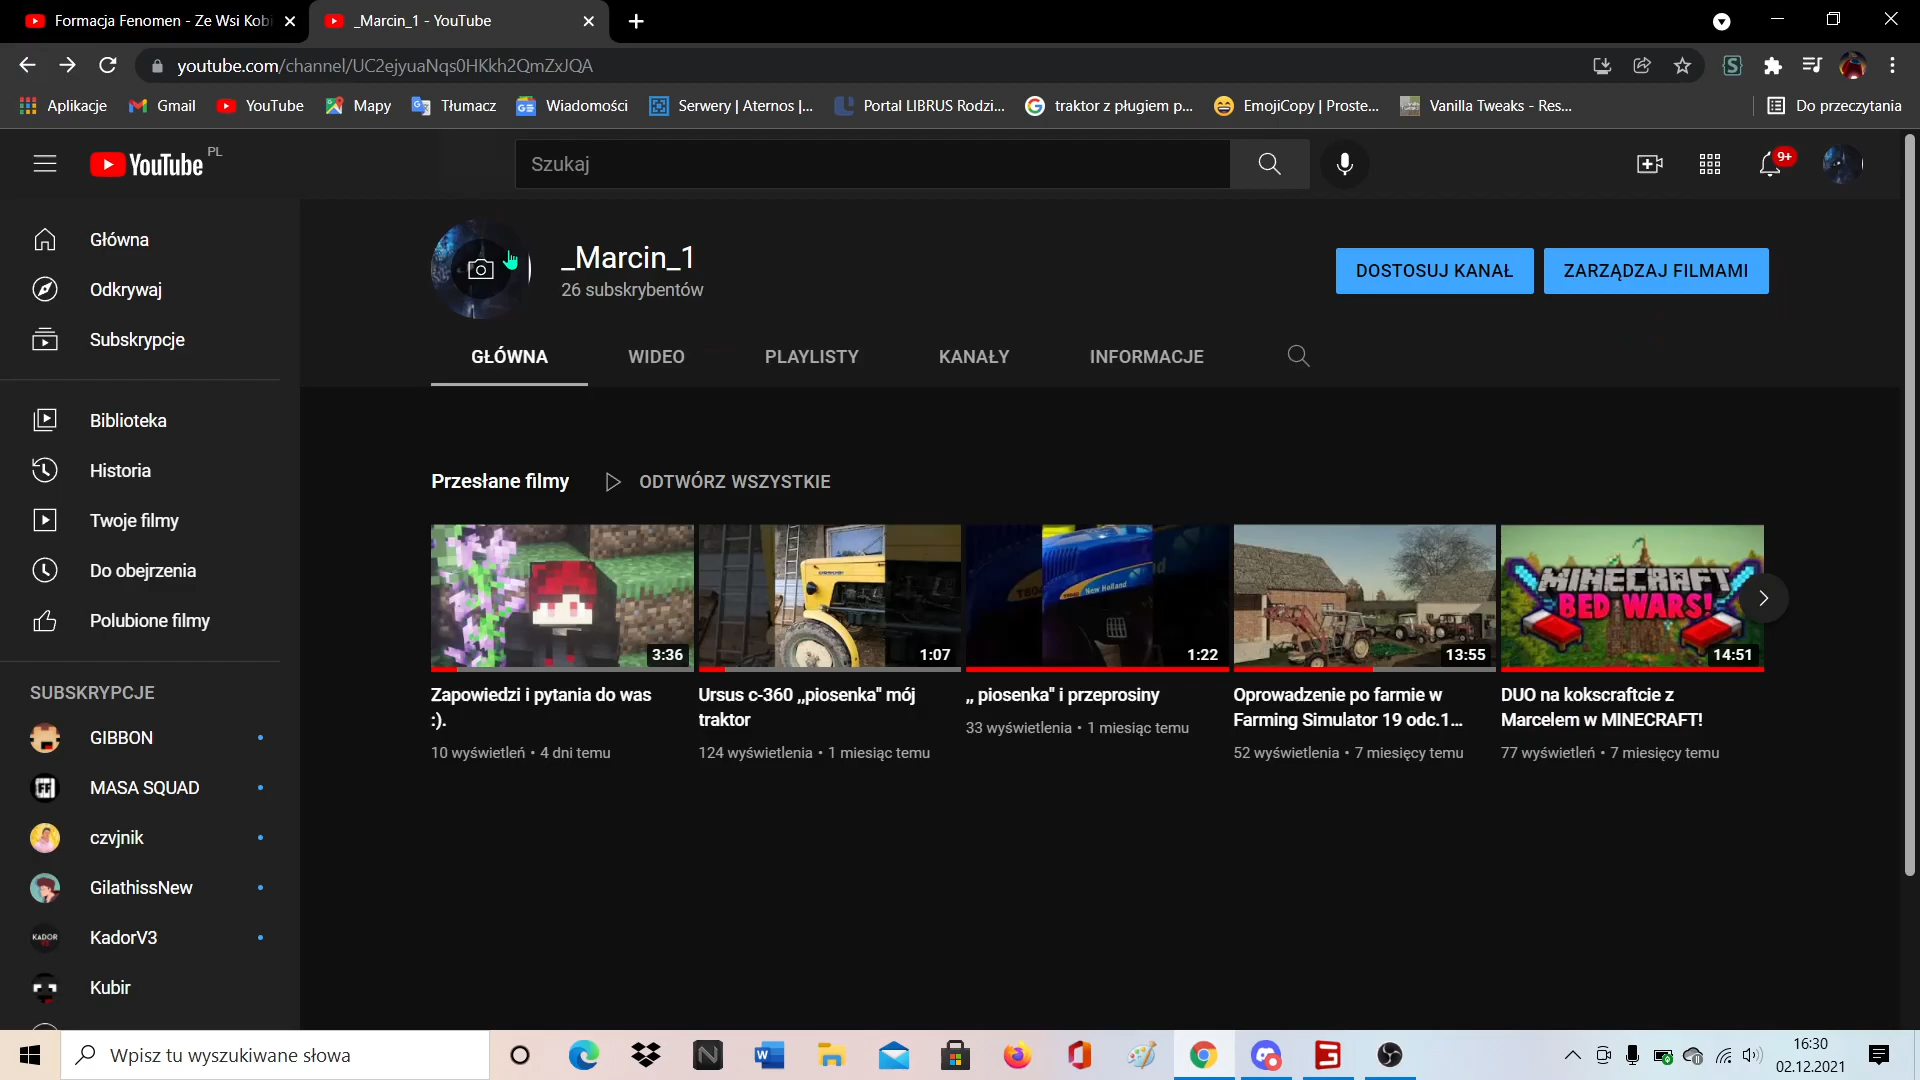 Formacja Fenomen - Ze Wsi Kobi
_Marcin_1 - YouTube
youtube.com/channel/UC2ejyuaNqs0HKkh2QmZxJQA
Aplikacje
Gmail
YouTube
Mapy
Tłumacz
Wiadomości
Serwery | Aternos |...
Portal LIBRUS Rodzi...
traktor z pługiem p...
EmojiCopy | Proste...
Vanilla Tweaks - Res...
Do przeczytania
YouTube PL
Szukaj
9+
Główna
Odkrywaj
Subskrypcje
Biblioteka
Historia
Twoje filmy
Do obejrzenia
Polubione filmy
SUBSKRYPCJE
GIBBON
MASA SQUAD
czvjnik
GilathissNew
KADOR
KadorV3
Kubir
_Marcin_1
26 subskrybentów
DOSTOSUJ KANAŁ
ZARZĄDZAJ FILMAMI
GŁÓWNA
WIDEO
PLAYLISTY
KANAŁY
INFORMACJE
Przesłane filmy
ODTWÓRZ WSZYSTKIE
3:36
Zapowiedzi i pytania do was
:).
10 wyświetleń • 4 dni temu
1:07
Ursus c-360 ,,piosenka" mój
traktor
124 wyświetlenia • 1 miesiąc temu
New Holland
1:22
,, piosenka" i przeprosiny
33 wyświetlenia • 1 miesiąc temu
13:55
Oprowadzenie po farmie w
Farming Simulator 19 odc.1...
52 wyświetlenia • 7 miesięcy temu
MINECRAFT
BED WARS!
14:51
DUO na kokscraftcie z
Marcelem w MINECRAFT!
77 wyświetleń • 7 miesięcy temu
Wpisz tu wyszukiwane słowa
16:30
02.12.2021